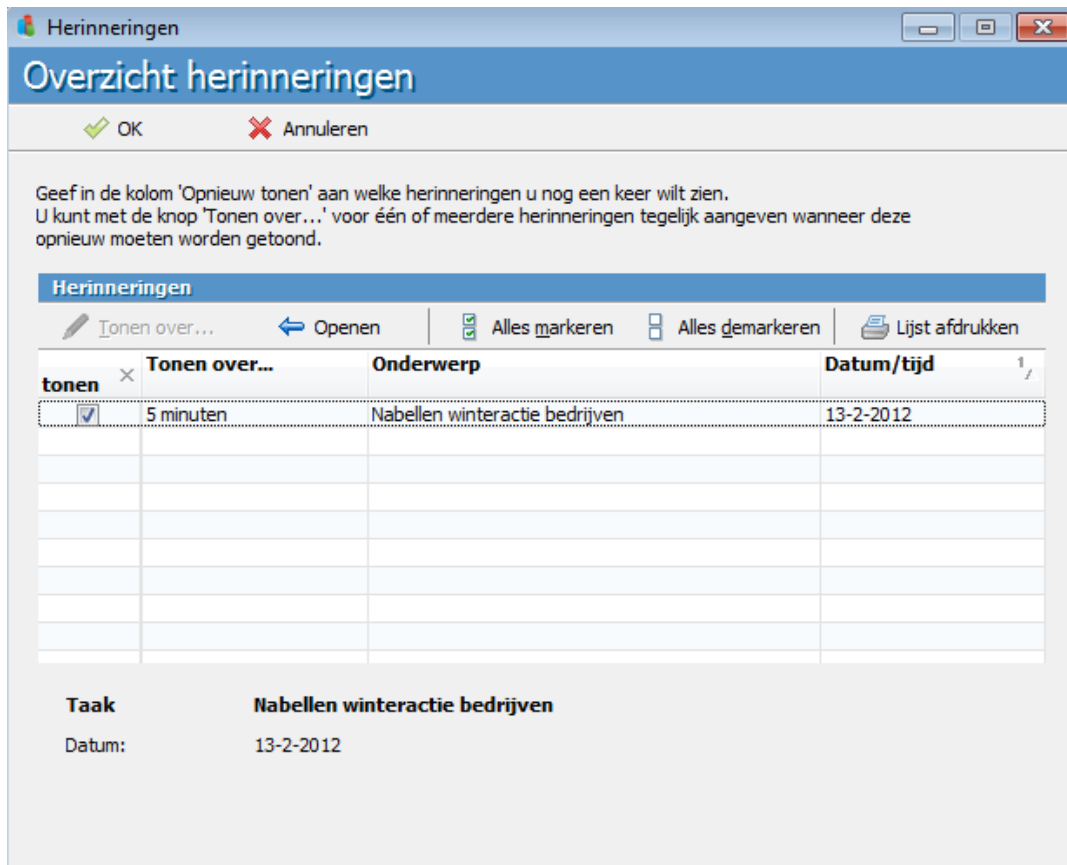 Herinneringen
Overzicht herinneringen
OK Annuleren
Geef in de kolom 'Opnieuw tonen' aan welke herinneringen u nog een keer wilt zien.
U kunt met de knop 'Tonen over...' voor één of meerdere herinneringen tegelijk aangeven wanneer deze
opnieuw moeten worden getoond.
Herinneringen
Tonen over... Openen Alles markeren Alles demarkeren Lijst afdrukken
tonen Tonen over... Onderwerp Datum/tijd 1/
5 minuten Nabellen winteractie bedrijven 13-2-2012
Taak Nabellen winteractie bedrijven
Datum: 13-2-2012